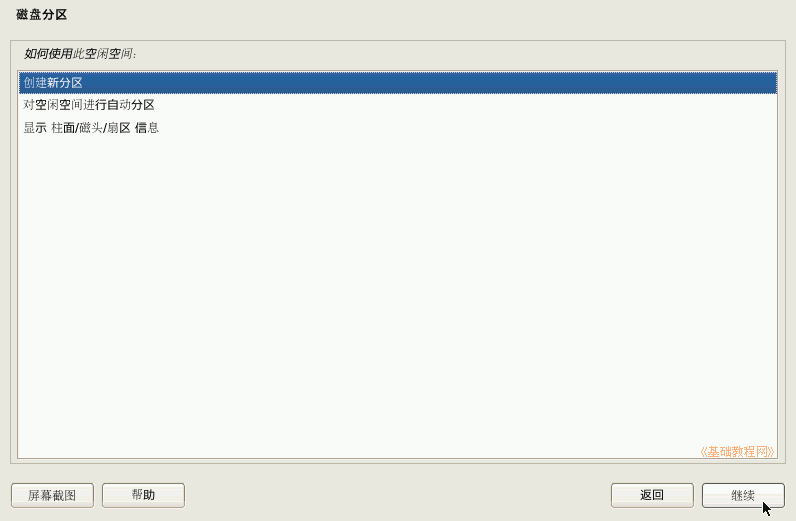 磁盘分区
如何使用此空闲空间：
创建新分区
对空闲空间进行自动分区
显示 柱面/磁头/扇区 信息
《基础教程网》
屏幕截图
帮助
返回
继续